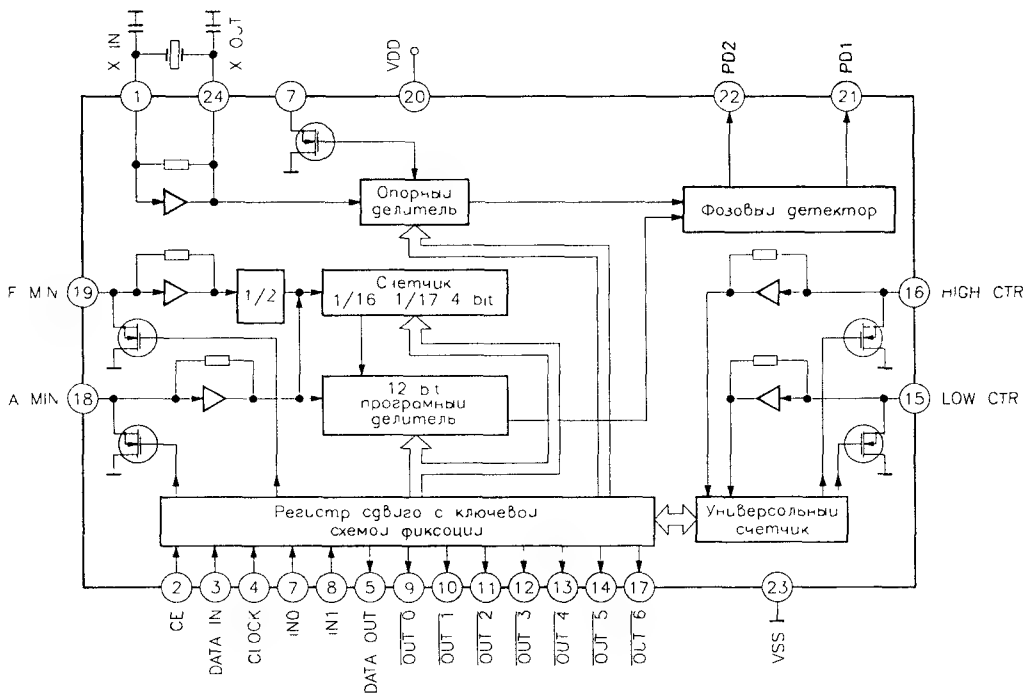 X IN
X OUT
VDD
PD2
PD1
1
24
7
20
22
21
Опорный
делитель
Фозовый детектор
F MIN
19
1/2
Счетчик
1/16 1/17 4 bit
16
HIGH CTR
A MIN
18
12 bit
програмный
делитель
15
LOW CTR
Регистр сдвиго с ключевой
схемой фиксоции
Универсольный
счетчик
2
3
4
7
8
5
9
10
11
12
13
14
17
23
CE
DATA IN
CLOCK
IN0
IN1
DATA OUT
OUT 0
OUT 1
OUT 2
OUT 3
OUT 4
OUT 5
OUT 6
VSS